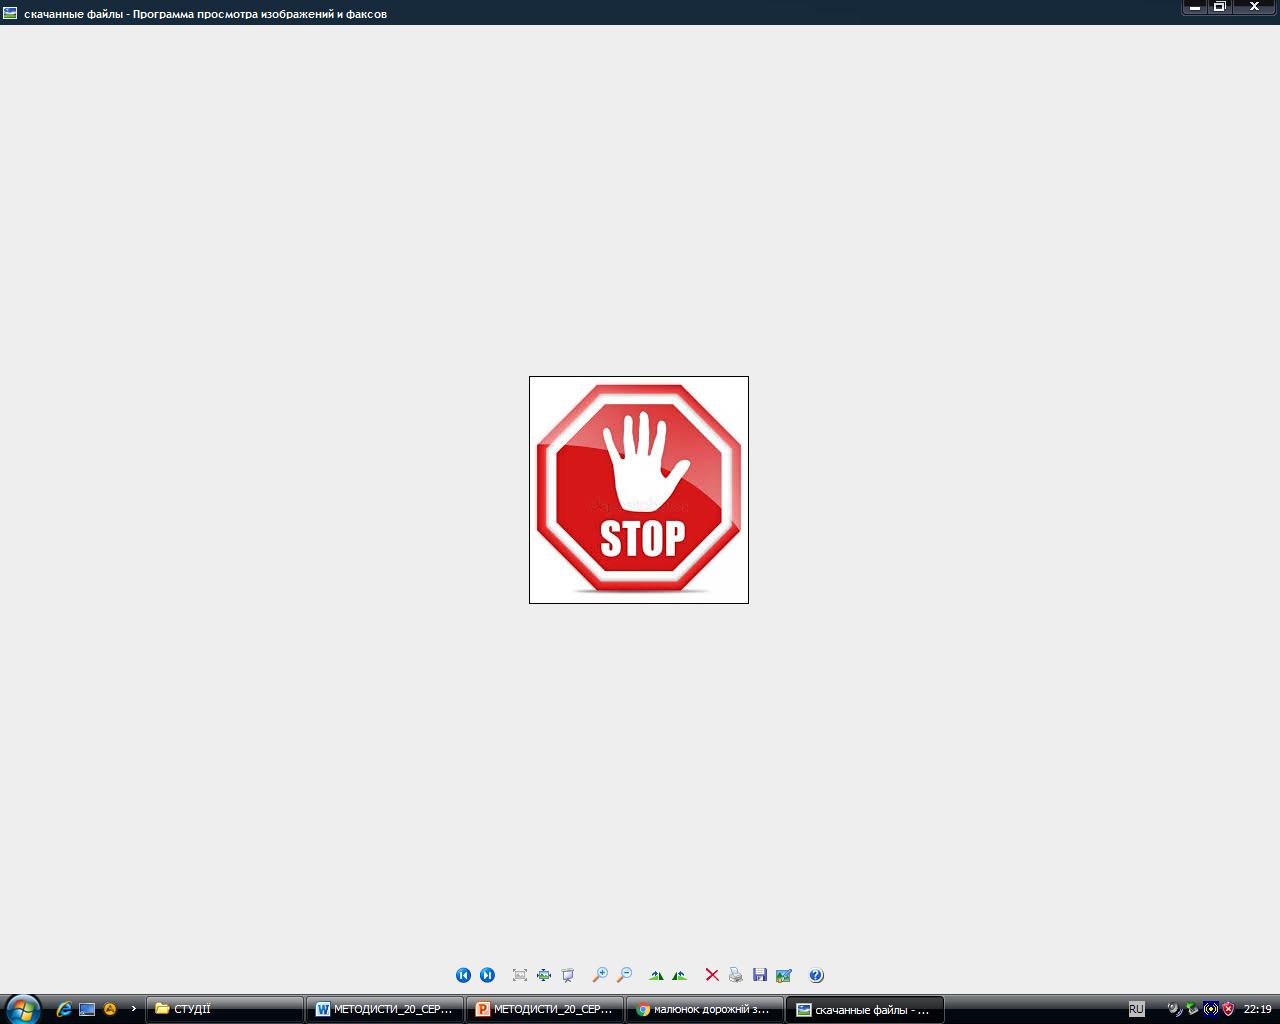 скачанные файлы - Программа просмотра изображений и факсов
STOP
СТУДІЇ
МЕТОДИСТИ_20_СЕР...
МЕТОДИСТИ_20_СЕР...
малюнок дорожній з...
скачанные файлы - ...
RU
22:19